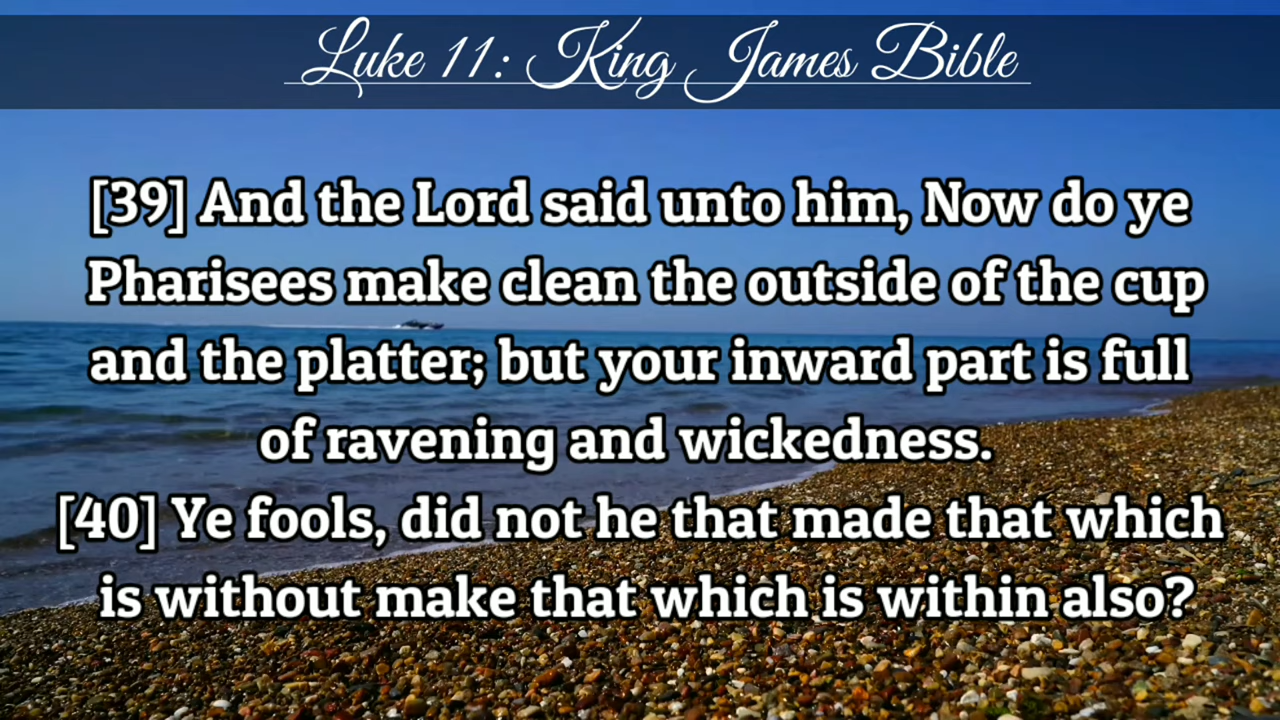 Luke 11: King James Bible
[39] And the Lord said unto him, Now do ye
Pharisees make clean the outside of the cup
and the platter; but your inward part is full
of ravening and wickedness.
[40] Ye fools, did not he that made that which
is without make that which is within also?